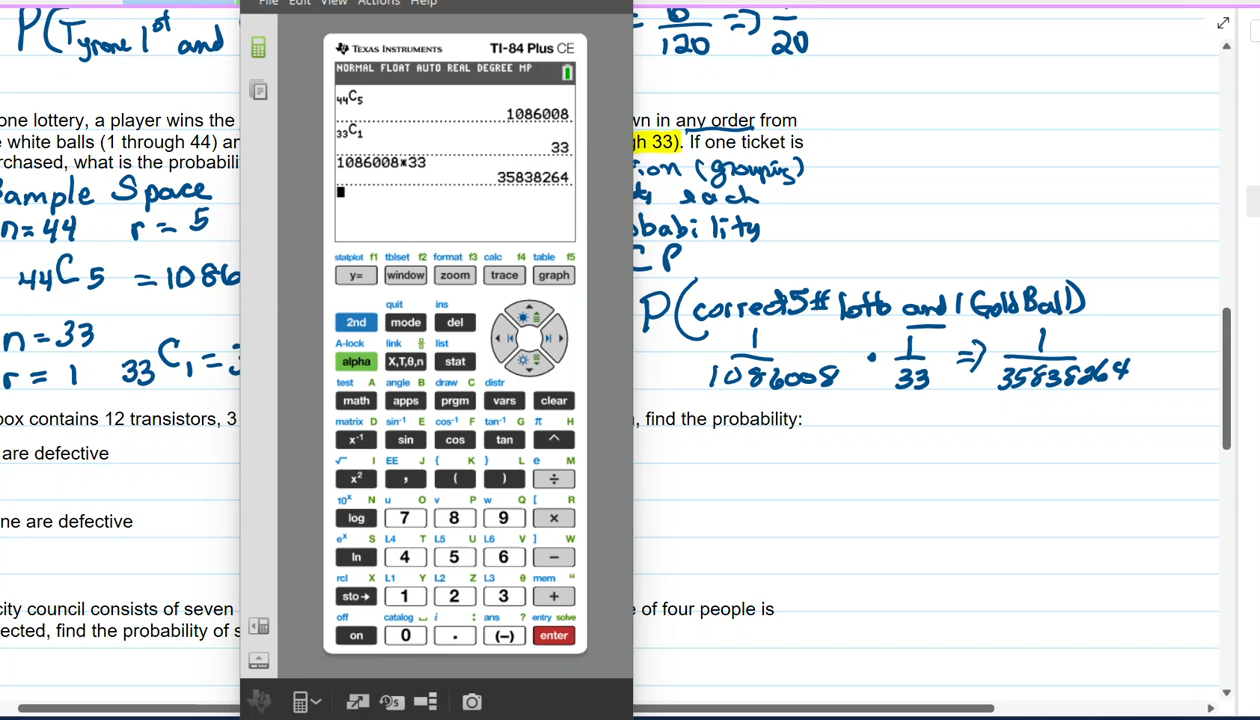 File Edit View Actions Help
P(Tyrone 1st and
= 6/120 => 1/20
TEXAS INSTRUMENTS TI-84 Plus CE
NORMAL FLOAT AUTO REAL DEGREE MP
44C5
1086008
33C1
33
1086008*33
35838264
one lottery, a player wins the
wn in any order from
e white balls (1 through 44) an
gh 33). If one ticket is
rchased, what is the probabili
ion (grouping)
Sample Space
each
n=44 r=5
obability
44C5 =1086
C P
P(correct 5# lotto and 1 Gold Ball)
n=33
r=1 33C1=3
1/1086008 · 1/33 => 1/35838264
box contains 12 transistors, 3
, find the probability:
are defective
ne are defective
city council consists of seven
e of four people is
ected, find the probability of s
statplot f1 tblset f2 format f3 calc f4 table f5
y= window zoom trace graph
quit ins
2nd mode del
A-lock link list
alpha X,T,θ,n stat
test A angle B draw C distr
math apps prgm vars clear
matrix D sin-1 E cos-1 F tan-1 G π H
x-1 sin cos tan ^
√ I EE J { K } L e M
x2 , ( ) ÷
10x N u O v P w Q [ R
log 7 8 9 ×
ex S L4 T L5 U L6 V ] W
ln 4 5 6 −
rcl X L1 Y L2 Z L3 θ mem "
sto→ 1 2 3 +
off catalog ␣ i : ans ? entry solve
on 0 . (−) enter